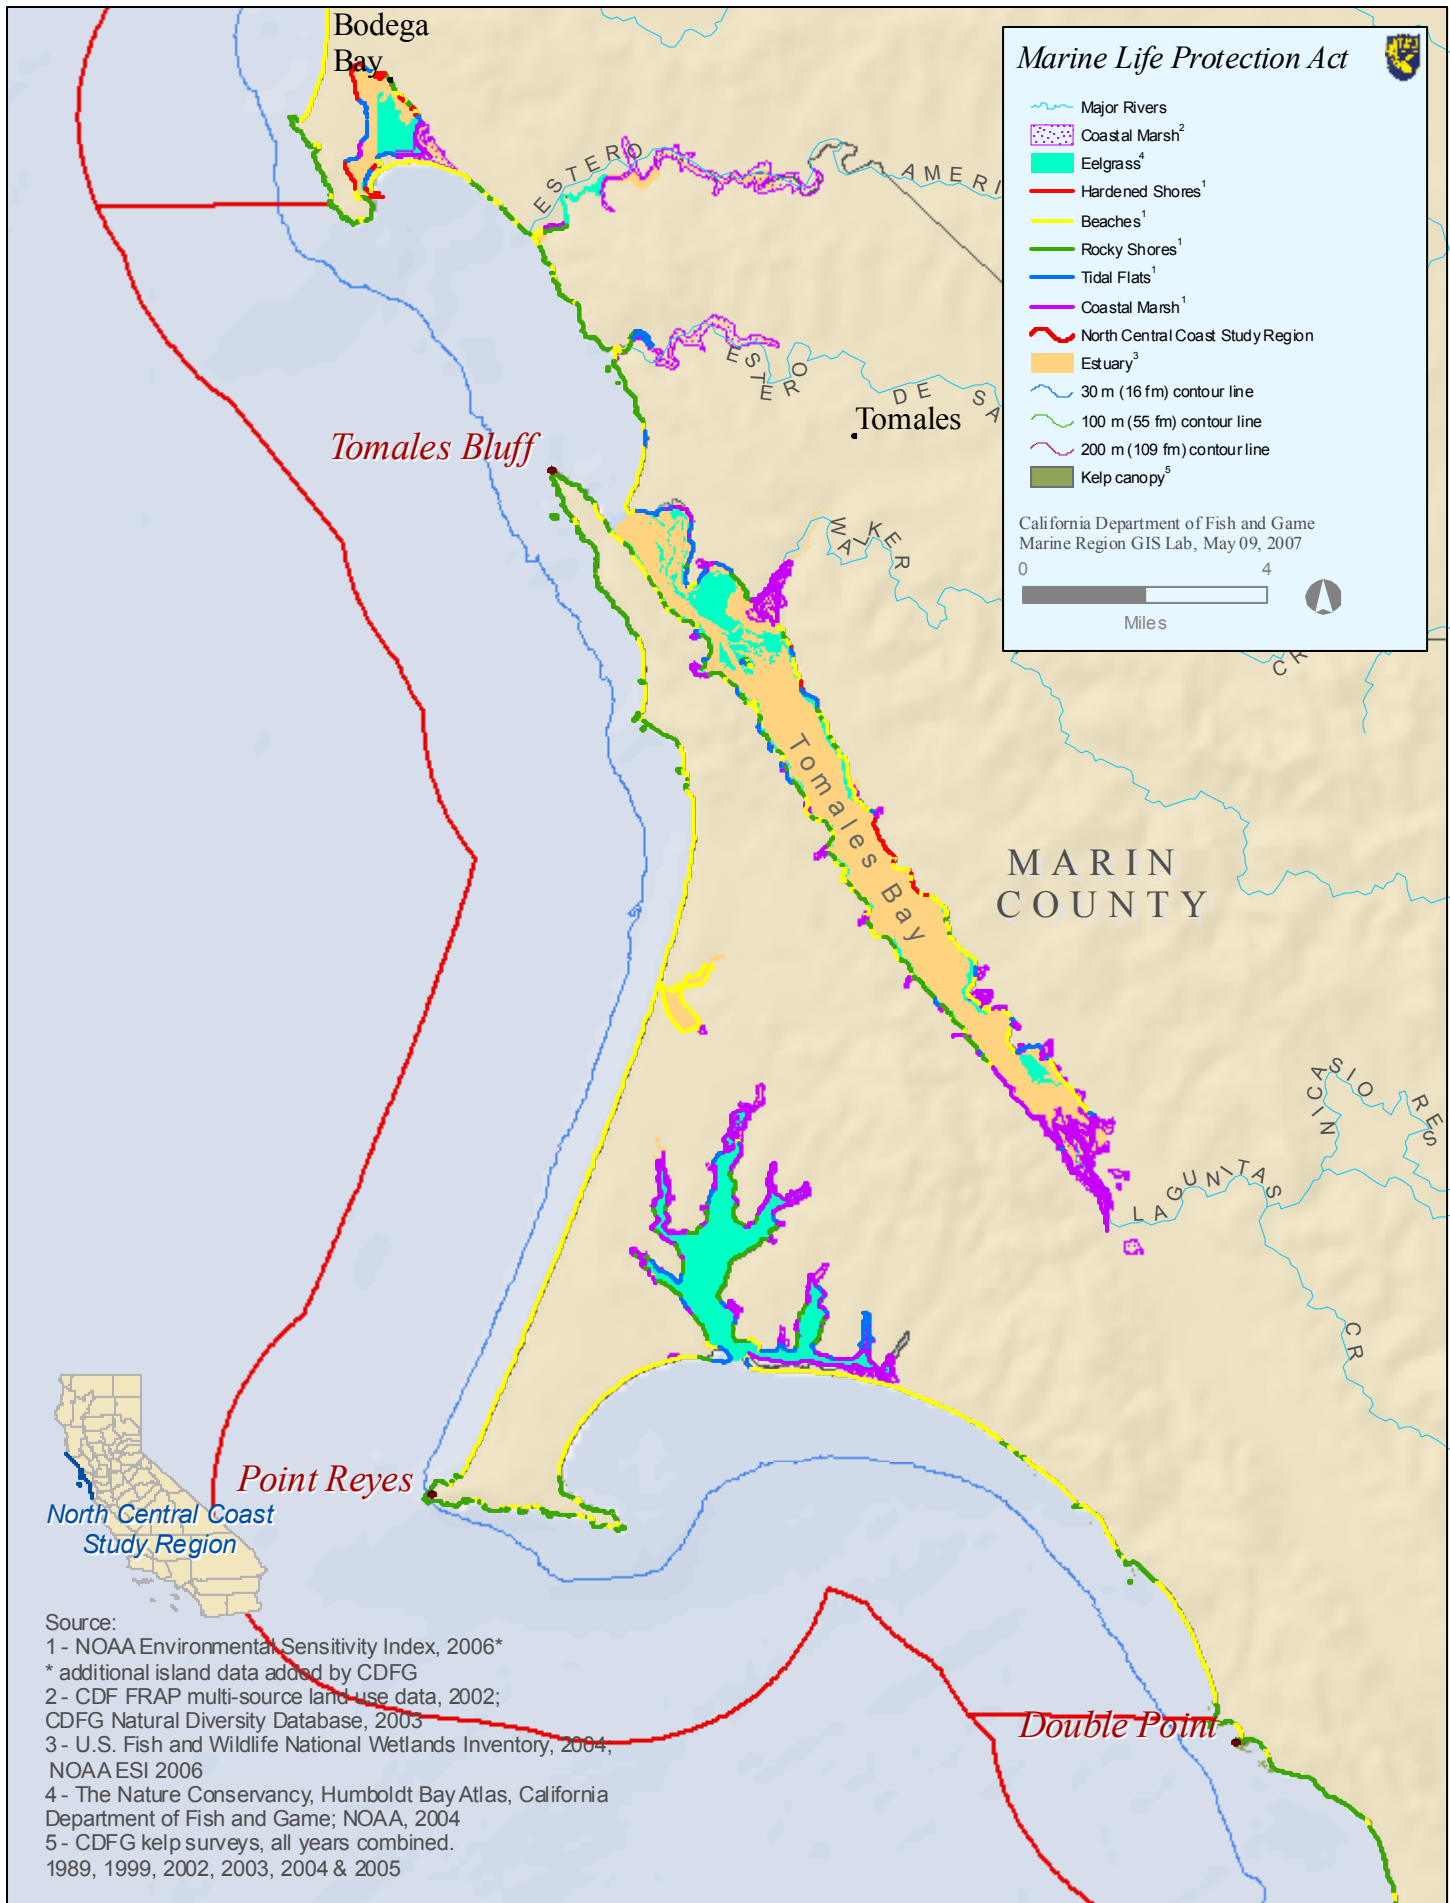 Bodega
Bay
Marine Life Protection Act
Major Rivers
Coastal Marsh2
Eelgrass4
Hardened Shores1
Beaches1
Rocky Shores1
Tidal Flats1
Coastal Marsh1
North Central Coast Study Region
Estuary3
30 m (16 fm) contour line
100 m (55 fm) contour line
200 m (109 fm) contour line
Kelp canopy5
California Department of Fish and Game
Marine Region GIS Lab, May 09, 2007
0 4
Miles
ESTERO
AMERI
ESTERO
DE SA
Tomales
Tomales Bluff
WALKER
CR
Tomales Bay
MARIN
COUNTY
NICASIO
RES
LAGUNITAS
CR
Point Reyes
North Central Coast
Study Region
Double Point
Source:
1 - NOAA Environmental Sensitivity Index, 2006*
* additional island data added by CDFG
2 - CDF FRAP multi-source land use data, 2002;
CDFG Natural Diversity Database, 2003
3 - U.S. Fish and Wildlife National Wetlands Inventory, 2004;
NOAA ESI 2006
4 - The Nature Conservancy, Humboldt Bay Atlas, California
Department of Fish and Game; NOAA, 2004
5 - CDFG kelp surveys, all years combined.
1989, 1999, 2002, 2003, 2004 & 2005